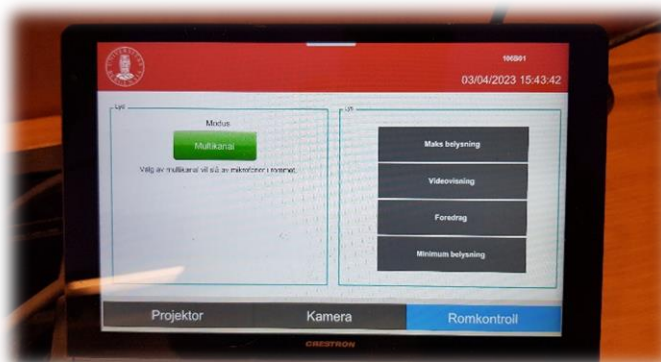 106B01
03/04/2023 15:43:42
Lyd
Modus
Multikanal
Valg av multikanal vil slå av mikrofoner i rommet.
Lys
Maks belysning
Videovisning
Foredrag
Minimum belysning
Projektor
Kamera
Romkontroll
CRESTRON